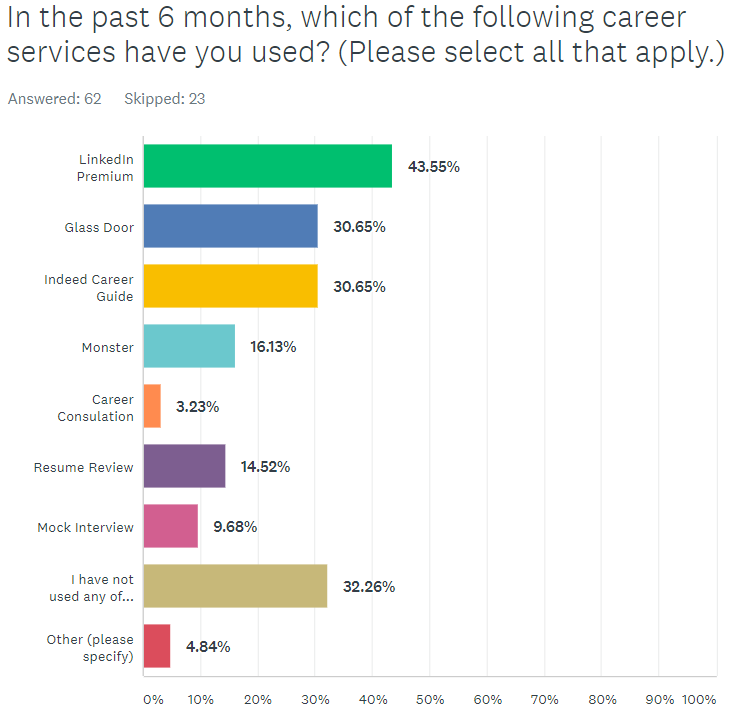 In the past 6 months, which of the following career
services have you used? (Please select all that apply.)
Answered: 62 Skipped: 23
LinkedIn
Premium
43.55%
Glass Door
30.65%
Indeed Career
Guide
30.65%
Monster
16.13%
Career
Consulation
3.23%
Resume Review
14.52%
Mock Interview
9.68%
I have not
used any of...
32.26%
Other (please
specify)
4.84%
0% 10% 20% 30% 40% 50% 60% 70% 80% 90% 100%